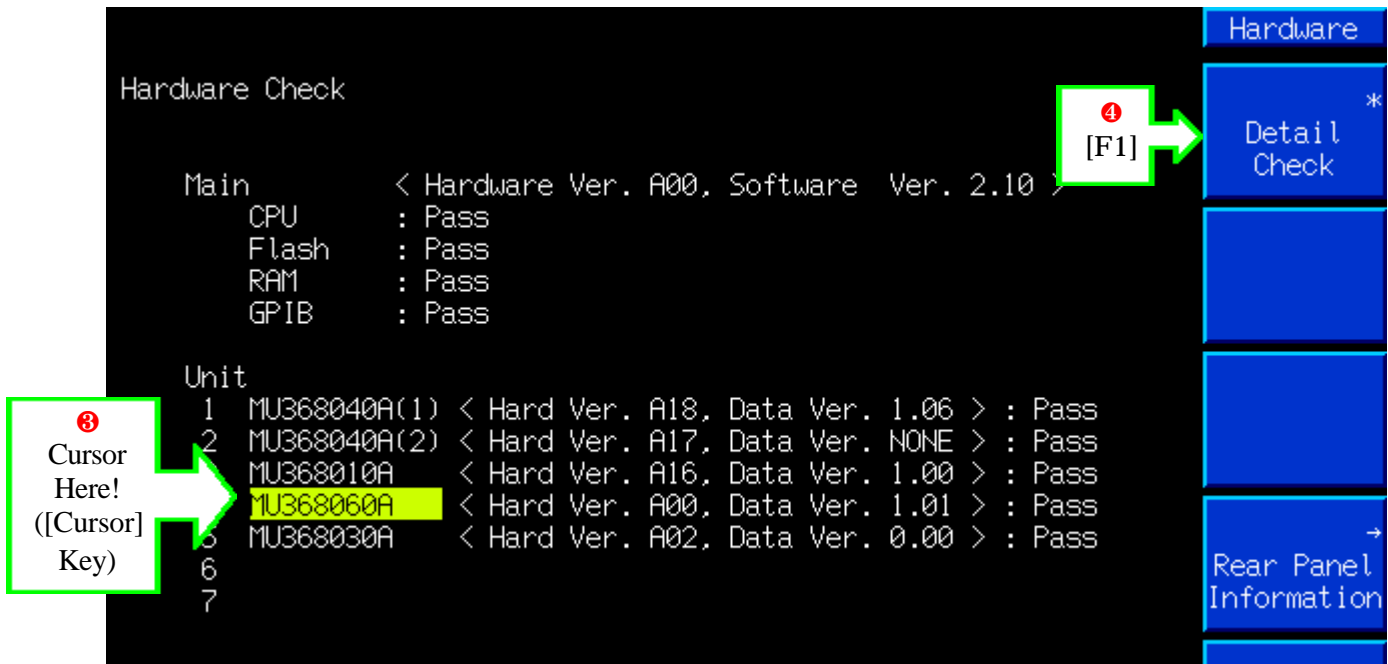 Hardware
Hardware Check
❹
[F1]
*
Detail
Check
Main < Hardware Ver. A00, Software Ver. 2.10 >
CPU : Pass
Flash : Pass
RAM : Pass
GPIB : Pass
Unit
1 MU368040A(1) < Hard Ver. A18, Data Ver. 1.06 > : Pass
2 MU368040A(2) < Hard Ver. A17, Data Ver. NONE > : Pass
MU368010A < Hard Ver. A16, Data Ver. 1.00 > : Pass
MU368060A < Hard Ver. A00, Data Ver. 1.01 > : Pass
5 MU368030A < Hard Ver. A02, Data Ver. 0.00 > : Pass
6
7
❸
Cursor
Here!
([Cursor]
Key)
→
Rear Panel
Information